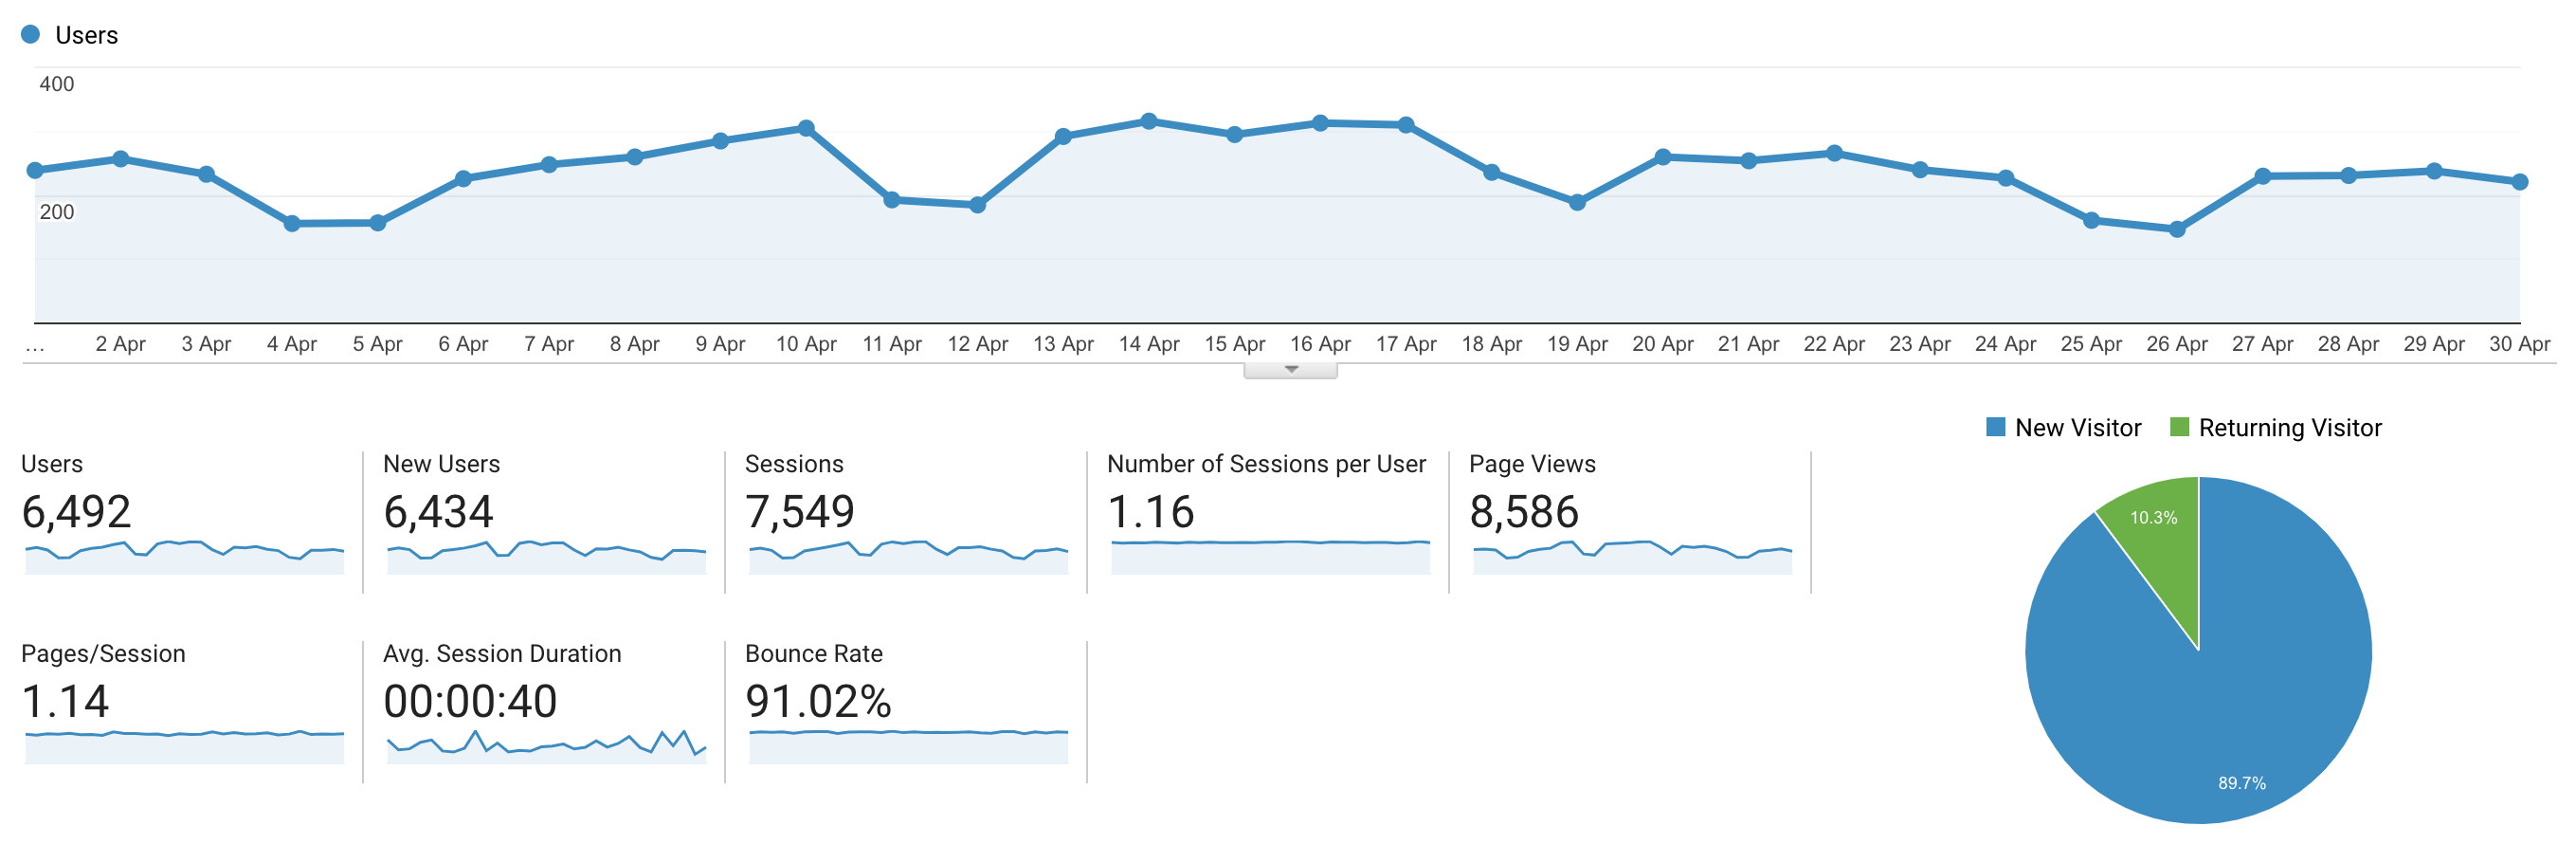 Users
400
200
... 2 Apr 3 Apr 4 Apr 5 Apr 6 Apr 7 Apr 8 Apr 9 Apr 10 Apr 11 Apr 12 Apr 13 Apr 14 Apr 15 Apr 16 Apr 17 Apr 18 Apr 19 Apr 20 Apr 21 Apr 22 Apr 23 Apr 24 Apr 25 Apr 26 Apr 27 Apr 28 Apr 29 Apr 30 Apr
New Visitor Returning Visitor
Users
6,492
New Users
6,434
Sessions
7,549
Number of Sessions per User
1.16
Page Views
8,586
Pages/Session
1.14
Avg. Session Duration
00:00:40
Bounce Rate
91.02%
10.3%
89.7%